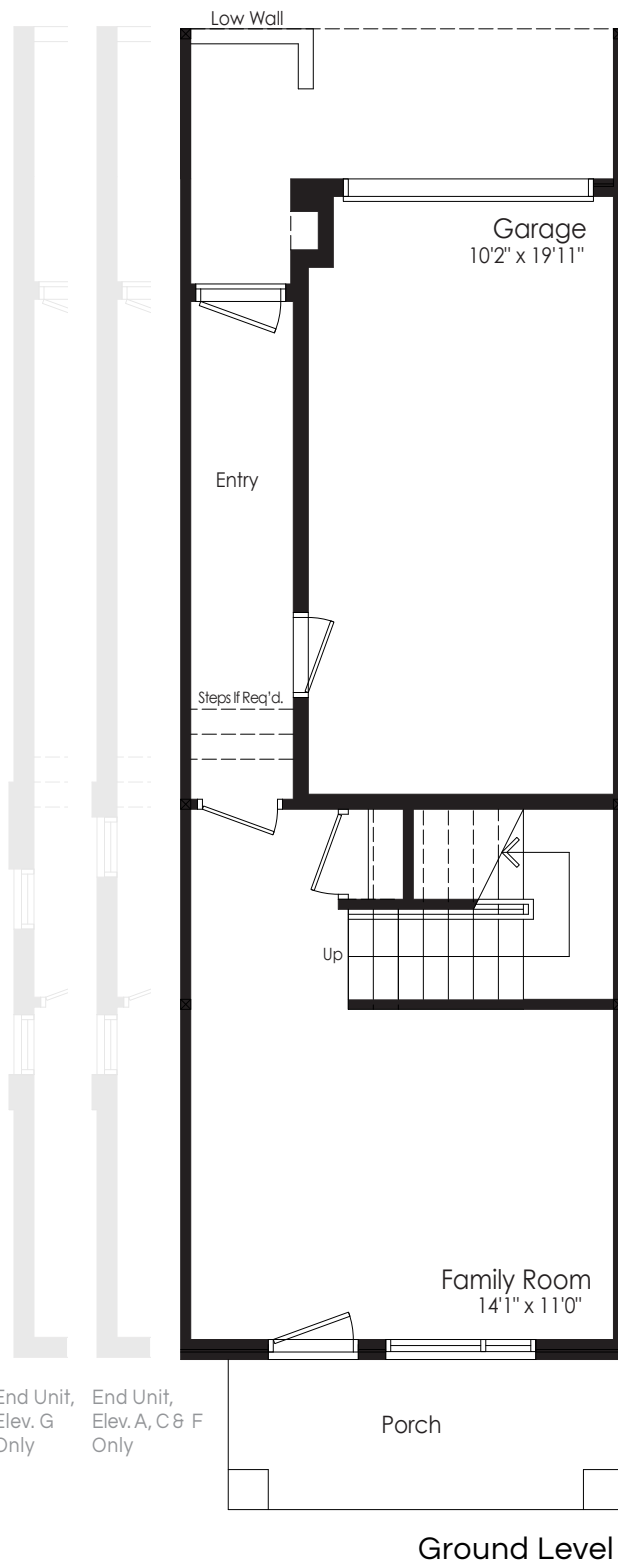 Low Wall
Garage
10'2" x 19'11"
Entry
Steps If Req'd.
Up
Family Room
14'1" x 11'0"
End Unit,
Elev. G
Only
End Unit,
Elev. A, C & F
Only
Porch
Ground Level